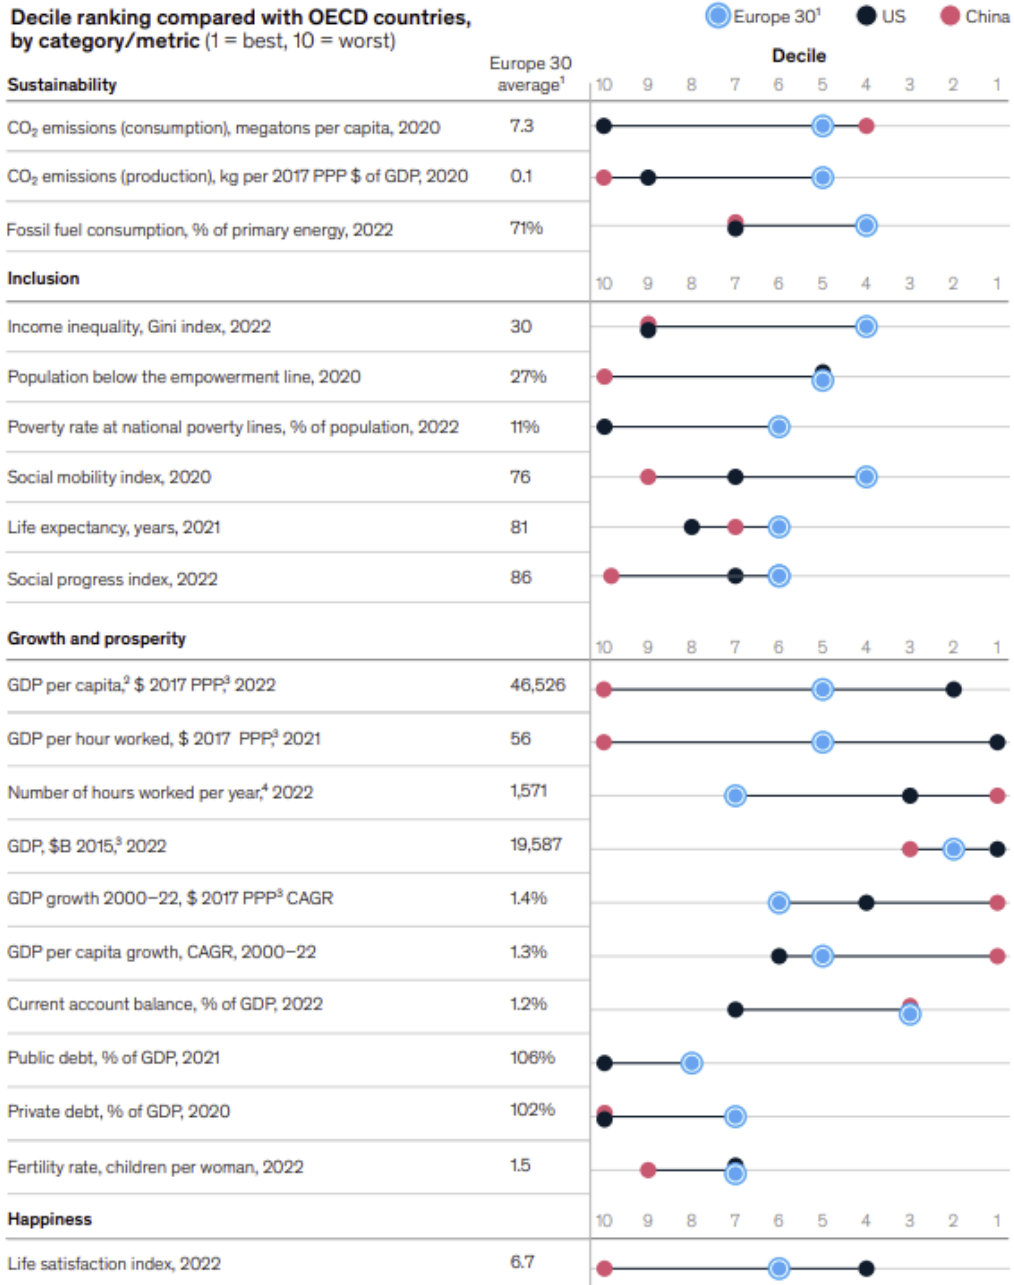 Decile ranking compared with OECD countries,
by category/metric (1 = best, 10 = worst)
Europe 30¹ US China
Europe 30
average¹
Decile
Sustainability 10 9 8 7 6 5 4 3 2 1
CO₂ emissions (consumption), megatons per capita, 2020 7.3
CO₂ emissions (production), kg per 2017 PPP $ of GDP, 2020 0.1
Fossil fuel consumption, % of primary energy, 2022 71%
Inclusion 10 9 8 7 6 5 4 3 2 1
Income inequality, Gini index, 2022 30
Population below the empowerment line, 2020 27%
Poverty rate at national poverty lines, % of population, 2022 11%
Social mobility index, 2020 76
Life expectancy, years, 2021 81
Social progress index, 2022 86
Growth and prosperity 10 9 8 7 6 5 4 3 2 1
GDP per capita,² $ 2017 PPP,³ 2022 46,526
GDP per hour worked, $ 2017 PPP,³ 2021 56
Number of hours worked per year,⁴ 2022 1,571
GDP, $B 2015,³ 2022 19,587
GDP growth 2000–22, $ 2017 PPP³ CAGR 1.4%
GDP per capita growth, CAGR, 2000–22 1.3%
Current account balance, % of GDP, 2022 1.2%
Public debt, % of GDP, 2021 106%
Private debt, % of GDP, 2020 102%
Fertility rate, children per woman, 2022 1.5
Happiness 10 9 8 7 6 5 4 3 2 1
Life satisfaction index, 2022 6.7